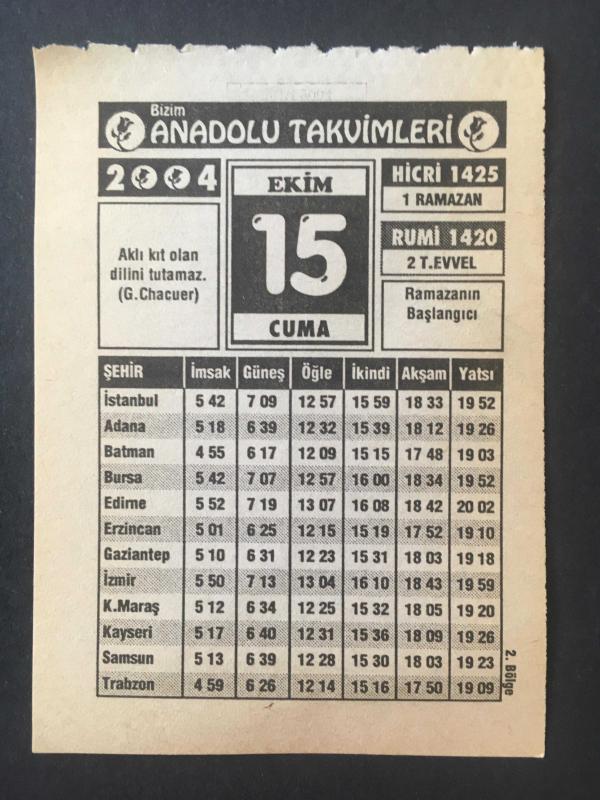 Bizim
ANADOLU TAKVİMLERİ
2004
Aklı kıt olan
dilini tutamaz.
(G.Chacuer)
EKİM
15
CUMA
HİCRİ 1425
1 RAMAZAN
RUMİ 1420
2 T.EVVEL
Ramazanın
Başlangıcı
ŞEHİR İmsak Güneş Öğle İkindi Akşam Yatsı
İstanbul 5 42 7 09 12 57 15 59 18 33 19 52
Adana 5 18 6 39 12 32 15 39 18 12 19 26
Batman 4 55 6 17 12 09 15 15 17 48 19 03
Bursa 5 42 7 07 12 57 16 00 18 34 19 52
Edirne 5 52 7 19 13 07 16 08 18 42 20 02
Erzincan 5 01 6 25 12 15 15 19 17 52 19 10
Gaziantep 5 10 6 31 12 23 15 31 18 03 19 18
İzmir 5 50 7 13 13 04 16 10 18 43 19 59
K.Maraş 5 12 6 34 12 25 15 32 18 05 19 20
Kayseri 5 17 6 40 12 31 15 36 18 09 19 26
Samsun 5 13 6 39 12 28 15 30 18 03 19 23
Trabzon 4 59 6 26 12 14 15 16 17 50 19 09
2. Bölge